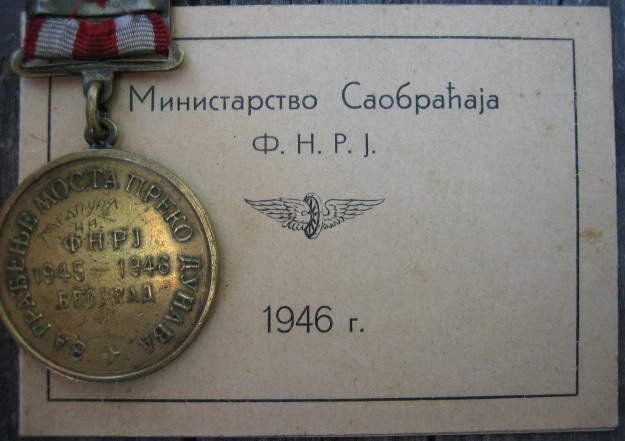 Министарство Саобраћаја
Ф. Н. Р. Ј.
1946 г.
ЗА ГРАЂЕЊЕ МОСТА ПРЕКО ДУНАВА
ФНРЈ
1945–1946
БЕОГРАД